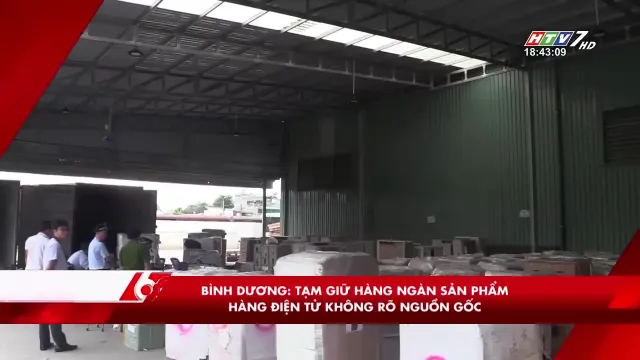 HTV7 HD
18:43:09
6
BÌNH DƯƠNG: TẠM GIỮ HÀNG NGÀN SẢN PHẨM
HÀNG ĐIỆN TỬ KHÔNG RÕ NGUỒN GỐC